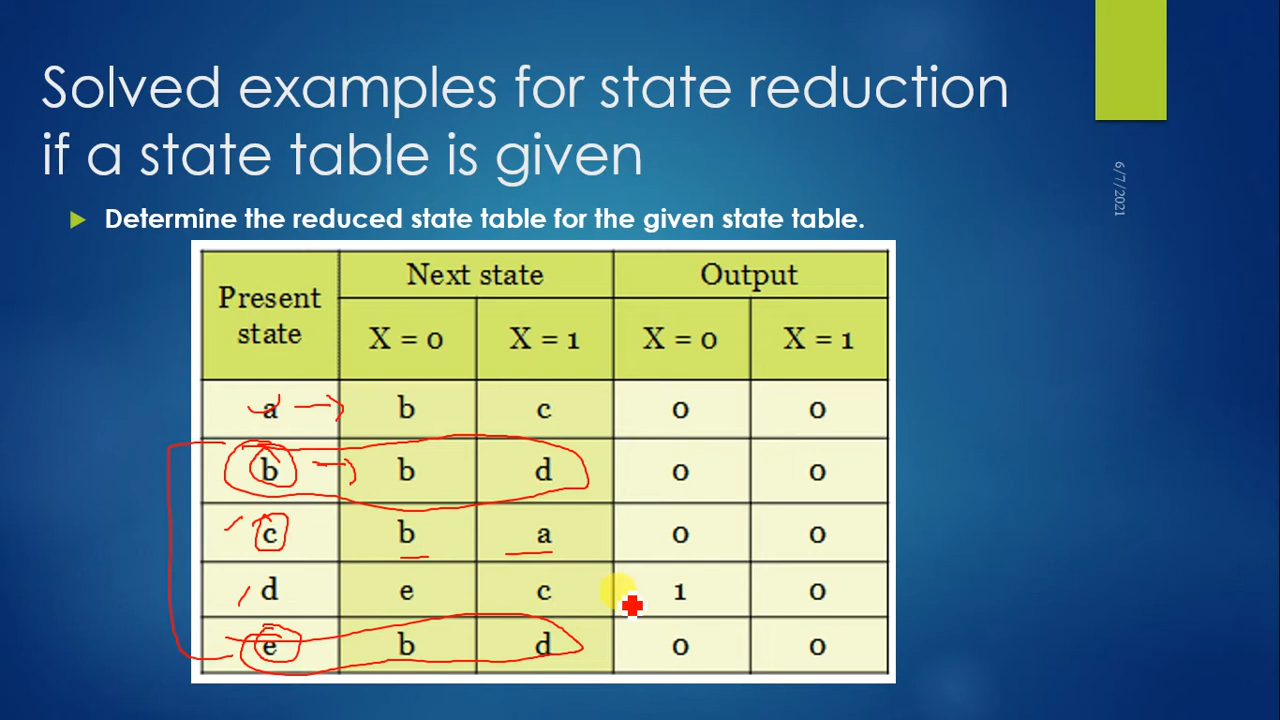 Solved examples for state reduction
if a state table is given
6/7/2021
Determine the reduced state table for the given state table.
Present state Next state Output
X = 0 X = 1 X = 0 X = 1
a b c 0 0
b b d 0 0
c b a 0 0
d e c 1 0
e b d 0 0